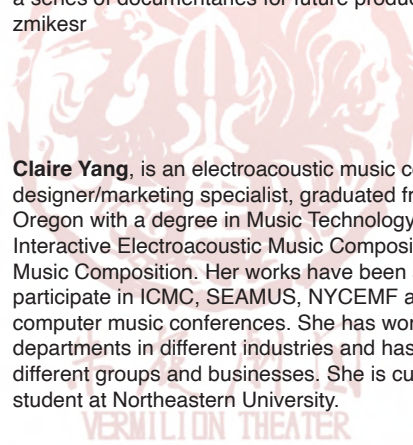 a series of documentaries for future produc
zmikesr
Claire Yang, is an electroacoustic music c
designer/marketing specialist, graduated fr
Oregon with a degree in Music Technology
Interactive Electroacoustic Music Composi
Music Composition. Her works have been
participate in ICMC, SEAMUS, NYCEMF a
computer music conferences. She has wor
departments in different industries and has
different groups and businesses. She is cu
student at Northeastern University.
VERMILION THEATER